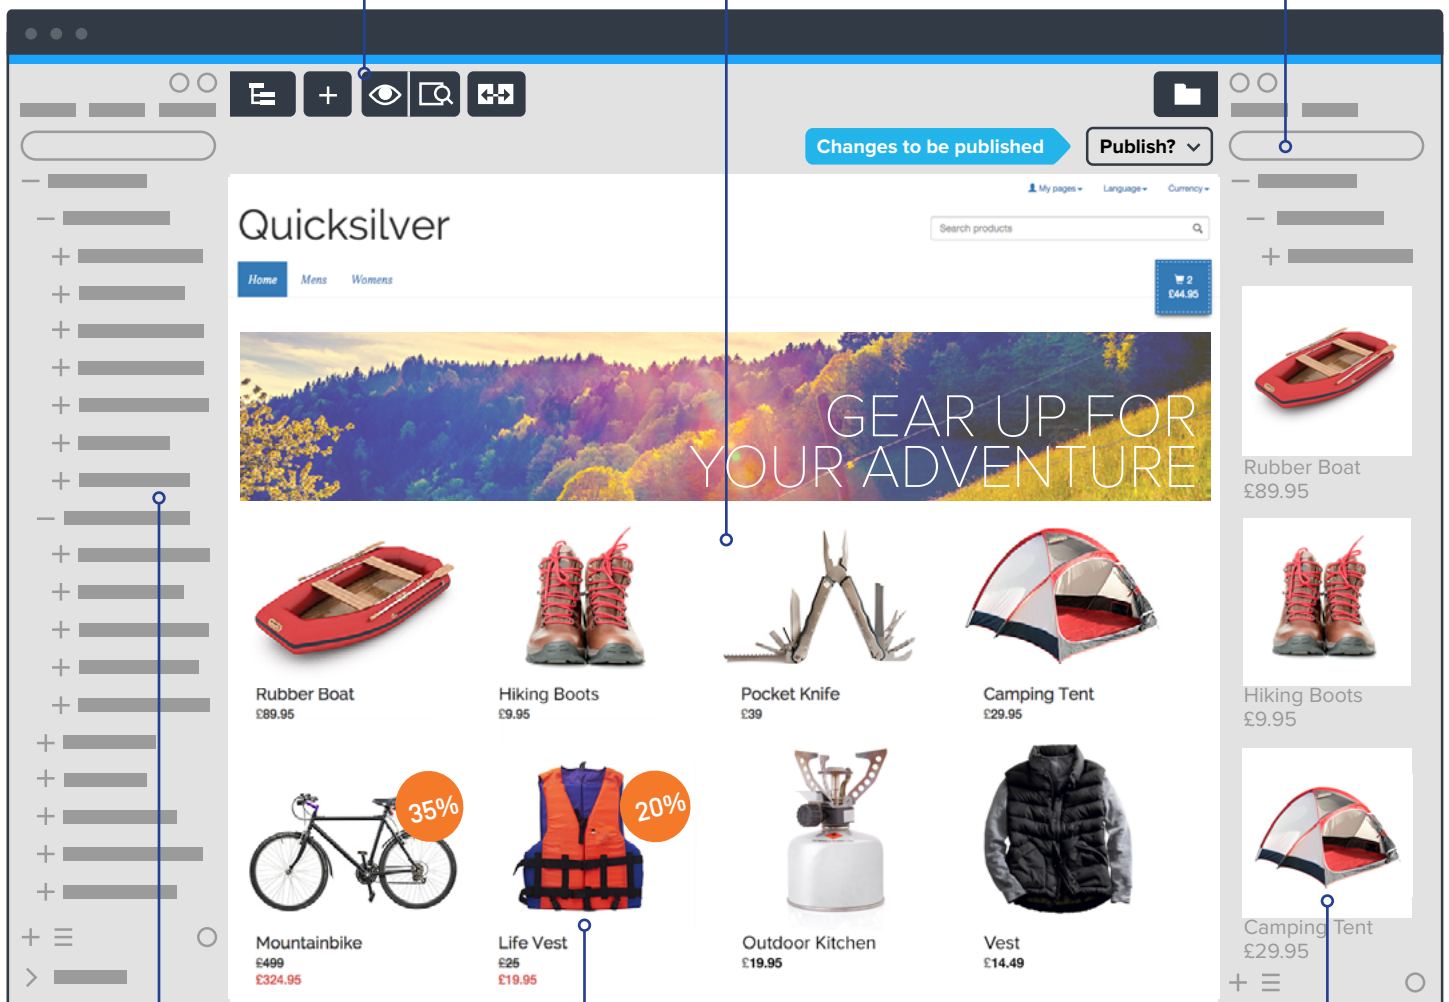 Changes to be published
Publish?
My pages
Language
Currency
Quicksilver
Search products
Home
Mens
Womens
2
£44.95
GEAR UP FOR
YOUR ADVENTURE
Rubber Boat
£89.95
Hiking Boots
£9.95
Pocket Knife
£39
Camping Tent
£29.95
35%
20%
Mountainbike
£499
£324.95
Life Vest
£25
£19.95
Outdoor Kitchen
£19.95
Vest
£14.49
Rubber Boat
£89.95
Hiking Boots
£9.95
Camping Tent
£29.95